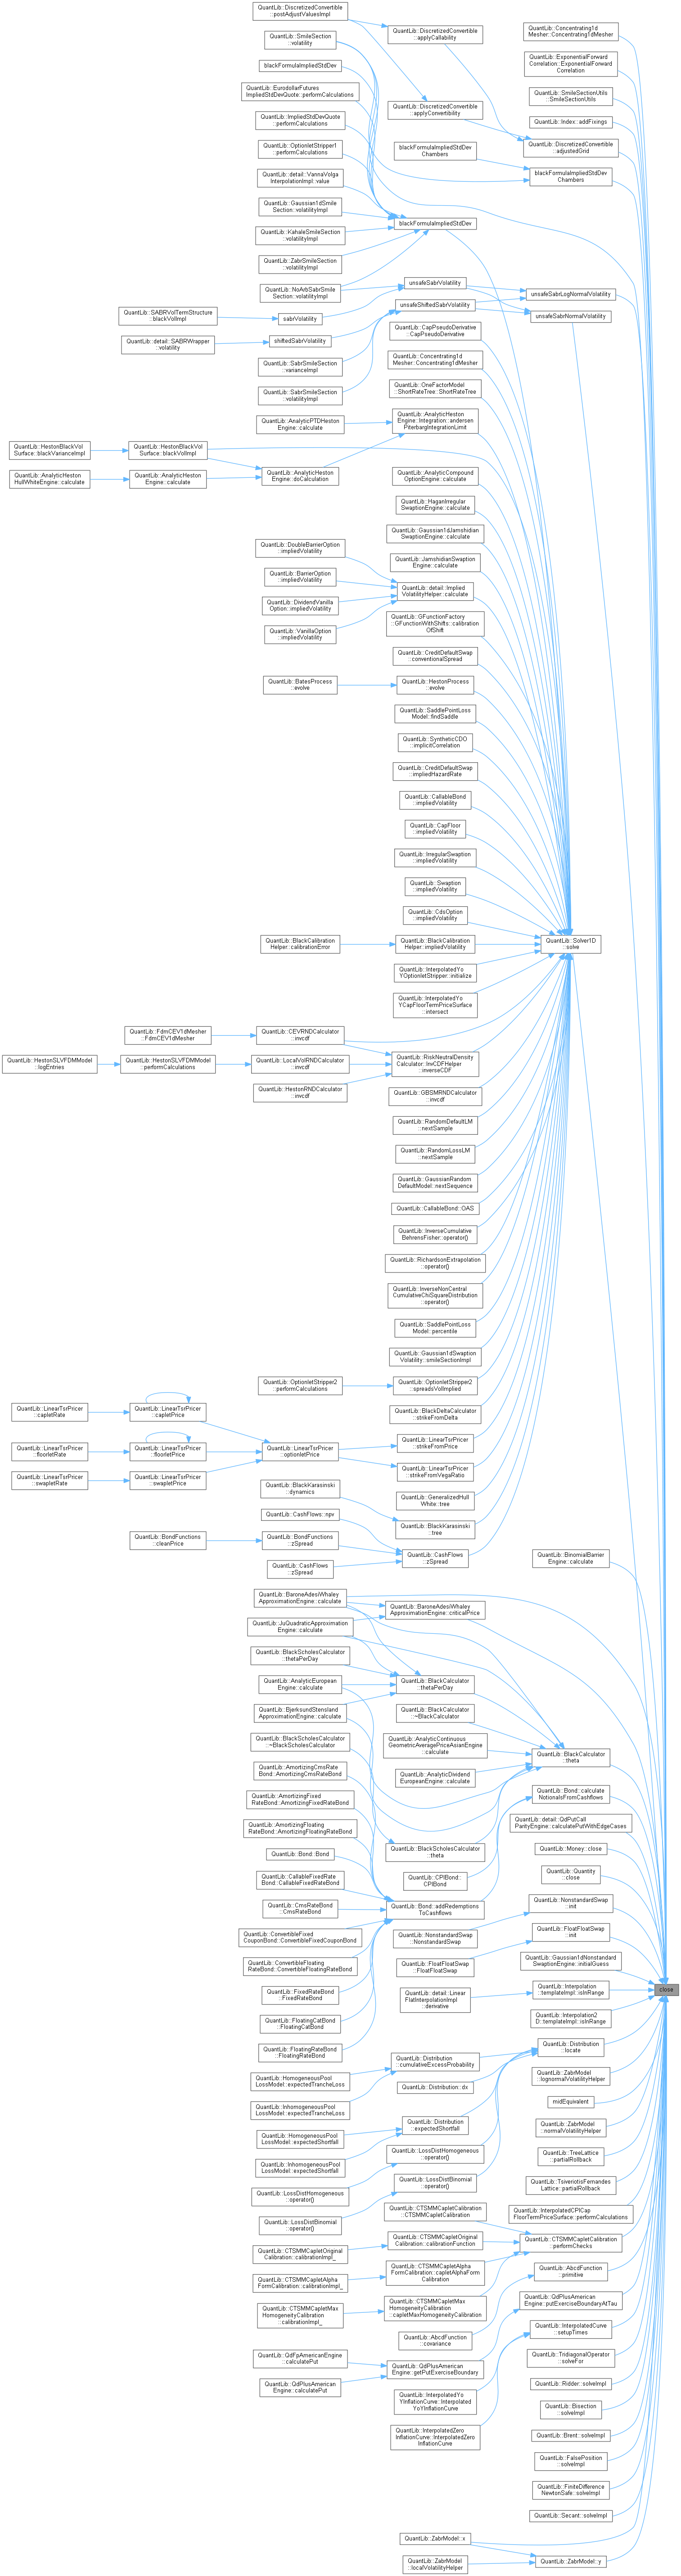 QuantLib::HestonBlackVol
Surface::blackVarianceImpl
QuantLib::AnalyticHeston
HullWhiteEngine::calculate
QuantLib::HestonSLVFDMModel
::logEntries
QuantLib::LinearTsrPricer
::capletRate
QuantLib::LinearTsrPricer
::floorletRate
QuantLib::LinearTsrPricer
::swapletRate
QuantLib::SABRVolTermStructure
::blackVolImpl
QuantLib::detail::SABRWrapper
::volatility
QuantLib::HestonBlackVol
Surface::blackVolImpl
QuantLib::AnalyticHeston
Engine::calculate
QuantLib::FdmCEV1dMesher
::FdmCEV1dMesher
QuantLib::HestonSLVFDMModel
::performCalculations
QuantLib::LinearTsrPricer
::capletPrice
QuantLib::LinearTsrPricer
::floorletPrice
QuantLib::LinearTsrPricer
::swapletPrice
QuantLib::BondFunctions
::cleanPrice
QuantLib::DiscretizedConvertible
::postAdjustValuesImpl
QuantLib::SmileSection
::volatility
blackFormulaImpliedStdDev
QuantLib::EurodollarFutures
ImpliedStdDevQuote::performCalculations
QuantLib::ImpliedStdDevQuote
::performCalculations
QuantLib::OptionletStripper1
::performCalculations
QuantLib::detail::VannaVolga
InterpolationImpl::value
QuantLib::Gaussian1dSmile
Section::volatilityImpl
QuantLib::KahaleSmileSection
::volatilityImpl
QuantLib::ZabrSmileSection
::volatilityImpl
QuantLib::NoArbSabrSmile
Section::volatilityImpl
sabrVolatility
shiftedSabrVolatility
QuantLib::SabrSmileSection
::varianceImpl
QuantLib::SabrSmileSection
::volatilityImpl
QuantLib::AnalyticPTDHeston
Engine::calculate
QuantLib::AnalyticHeston
Engine::doCalculation
QuantLib::DoubleBarrierOption
::impliedVolatility
QuantLib::BarrierOption
::impliedVolatility
QuantLib::DividendVanilla
Option::impliedVolatility
QuantLib::VanillaOption
::impliedVolatility
QuantLib::BatesProcess
::evolve
QuantLib::BlackCalibration
Helper::calibrationError
QuantLib::CEVRNDCalculator
::invcdf
QuantLib::LocalVolRNDCalculator
::invcdf
QuantLib::HestonRNDCalculator
::invcdf
QuantLib::OptionletStripper2
::performCalculations
QuantLib::LinearTsrPricer
::optionletPrice
QuantLib::BlackKarasinski
::dynamics
QuantLib::CashFlows::npv
QuantLib::BondFunctions
::zSpread
QuantLib::CashFlows
::zSpread
QuantLib::BaroneAdesiWhaley
ApproximationEngine::calculate
QuantLib::JuQuadraticApproximation
Engine::calculate
QuantLib::BlackScholesCalculator
::thetaPerDay
QuantLib::AnalyticEuropean
Engine::calculate
QuantLib::BjerksundStensland
ApproximationEngine::calculate
QuantLib::BlackScholesCalculator
::~BlackScholesCalculator
QuantLib::AmortizingCmsRate
Bond::AmortizingCmsRateBond
QuantLib::AmortizingFixed
RateBond::AmortizingFixedRateBond
QuantLib::AmortizingFloating
RateBond::AmortizingFloatingRateBond
QuantLib::Bond::Bond
QuantLib::CallableFixedRate
Bond::CallableFixedRateBond
QuantLib::CmsRateBond
::CmsRateBond
QuantLib::ConvertibleFixed
CouponBond::ConvertibleFixedCouponBond
QuantLib::ConvertibleFloating
RateBond::ConvertibleFloatingRateBond
QuantLib::FixedRateBond
::FixedRateBond
QuantLib::FloatingCatBond
::FloatingCatBond
QuantLib::FloatingRateBond
::FloatingRateBond
QuantLib::HomogeneousPool
LossModel::expectedTrancheLoss
QuantLib::InhomogeneousPool
LossModel::expectedTrancheLoss
QuantLib::HomogeneousPool
LossModel::expectedShortfall
QuantLib::InhomogeneousPool
LossModel::expectedShortfall
QuantLib::LossDistHomogeneous
::operator()
QuantLib::LossDistBinomial
::operator()
QuantLib::CTSMMCapletOriginal
Calibration::calibrationImpl_
QuantLib::CTSMMCapletAlpha
FormCalibration::calibrationImpl_
QuantLib::CTSMMCapletMax
HomogeneityCalibration
::calibrationImpl_
QuantLib::QdFpAmericanEngine
::calculatePut
QuantLib::QdPlusAmerican
Engine::calculatePut
QuantLib::DiscretizedConvertible
::applyCallability
QuantLib::DiscretizedConvertible
::applyConvertibility
blackFormulaImpliedStdDev
Chambers
blackFormulaImpliedStdDev
unsafeSabrVolatility
unsafeShiftedSabrVolatility
QuantLib::CapPseudoDerivative
::CapPseudoDerivative
QuantLib::Concentrating1d
Mesher::Concentrating1dMesher
QuantLib::OneFactorModel
::ShortRateTree::ShortRateTree
QuantLib::AnalyticHeston
Engine::Integration::andersen
PiterbargIntegrationLimit
QuantLib::AnalyticCompound
OptionEngine::calculate
QuantLib::HaganIrregular
SwaptionEngine::calculate
QuantLib::Gaussian1dJamshidian
SwaptionEngine::calculate
QuantLib::JamshidianSwaption
Engine::calculate
QuantLib::detail::Implied
VolatilityHelper::calculate
QuantLib::GFunctionFactory
::GFunctionWithShifts::calibration
OfShift
QuantLib::CreditDefaultSwap
::conventionalSpread
QuantLib::HestonProcess
::evolve
QuantLib::SaddlePointLoss
Model::findSaddle
QuantLib::SyntheticCDO
::implicitCorrelation
QuantLib::CreditDefaultSwap
::impliedHazardRate
QuantLib::CallableBond
::impliedVolatility
QuantLib::CapFloor
::impliedVolatility
QuantLib::IrregularSwaption
::impliedVolatility
QuantLib::Swaption
::impliedVolatility
QuantLib::CdsOption
::impliedVolatility
QuantLib::BlackCalibration
Helper::impliedVolatility
QuantLib::InterpolatedYo
YOptionletStripper::initialize
QuantLib::InterpolatedYo
YCapFloorTermPriceSurface
::intersect
QuantLib::RiskNeutralDensity
Calculator::InvCDFHelper
::inverseCDF
QuantLib::GBSMRNDCalculator
::invcdf
QuantLib::RandomDefaultLM
::nextSample
QuantLib::RandomLossLM
::nextSample
QuantLib::GaussianRandom
DefaultModel::nextSequence
QuantLib::CallableBond::OAS
QuantLib::InverseCumulative
BehrensFisher::operator()
QuantLib::RichardsonExtrapolation
::operator()
QuantLib::InverseNonCentral
CumulativeChiSquareDistribution
::operator()
QuantLib::SaddlePointLoss
Model::percentile
QuantLib::Gaussian1dSwaption
Volatility::smileSectionImpl
QuantLib::OptionletStripper2
::spreadsVolImplied
QuantLib::BlackDeltaCalculator
::strikeFromDelta
QuantLib::LinearTsrPricer
::strikeFromPrice
QuantLib::LinearTsrPricer
::strikeFromVegaRatio
QuantLib::GeneralizedHull
White::tree
QuantLib::BlackKarasinski
::tree
QuantLib::CashFlows
::zSpread
QuantLib::BaroneAdesiWhaley
ApproximationEngine::criticalPrice
QuantLib::BlackCalculator
::thetaPerDay
QuantLib::BlackCalculator
::~BlackCalculator
QuantLib::AnalyticContinuous
GeometricAveragePriceAsianEngine
::calculate
QuantLib::AnalyticDividend
EuropeanEngine::calculate
QuantLib::BlackScholesCalculator
::theta
QuantLib::CPIBond::
CPIBond
QuantLib::Bond::addRedemptions
ToCashflows
QuantLib::NonstandardSwap
::NonstandardSwap
QuantLib::FloatFloatSwap
::FloatFloatSwap
QuantLib::detail::Linear
FlatInterpolationImpl
::derivative
QuantLib::Distribution
::cumulativeExcessProbability
QuantLib::Distribution::dx
QuantLib::Distribution
::expectedShortfall
QuantLib::LossDistHomogeneous
::operator()
QuantLib::LossDistBinomial
::operator()
QuantLib::CTSMMCapletCalibration
::CTSMMCapletCalibration
QuantLib::CTSMMCapletOriginal
Calibration::calibrationFunction
QuantLib::CTSMMCapletAlpha
FormCalibration::capletAlphaForm
Calibration
QuantLib::CTSMMCapletMax
HomogeneityCalibration
::capletMaxHomogeneityCalibration
QuantLib::AbcdFunction
::covariance
QuantLib::QdPlusAmerican
Engine::getPutExerciseBoundary
QuantLib::InterpolatedYo
YInflationCurve::Interpolated
YoYInflationCurve
QuantLib::InterpolatedZero
InflationCurve::InterpolatedZero
InflationCurve
QuantLib::ZabrModel::x
QuantLib::ZabrModel
::localVolatilityHelper
QuantLib::Concentrating1d
Mesher::Concentrating1dMesher
QuantLib::ExponentialForward
Correlation::ExponentialForward
Correlation
QuantLib::SmileSectionUtils
::SmileSectionUtils
QuantLib::Index::addFixings
QuantLib::DiscretizedConvertible
::adjustedGrid
blackFormulaImpliedStdDev
Chambers
unsafeSabrLogNormalVolatility
unsafeSabrNormalVolatility
QuantLib::Solver1D
::solve
QuantLib::BinomialBarrier
Engine::calculate
QuantLib::BlackCalculator
::theta
QuantLib::Bond::calculate
NotionalsFromCashflows
QuantLib::detail::QdPutCall
ParityEngine::calculatePutWithEdgeCases
QuantLib::Money::close
QuantLib::Quantity
::close
QuantLib::NonstandardSwap
::init
QuantLib::FloatFloatSwap
::init
QuantLib::Gaussian1dNonstandard
SwaptionEngine::initialGuess
QuantLib::Interpolation
::templateImpl::isInRange
QuantLib::Interpolation2
D::templateImpl::isInRange
QuantLib::Distribution
::locate
QuantLib::ZabrModel
::lognormalVolatilityHelper
midEquivalent
QuantLib::ZabrModel
::normalVolatilityHelper
QuantLib::TreeLattice
::partialRollback
QuantLib::TsiveriotisFernandes
Lattice::partialRollback
QuantLib::InterpolatedCPICap
FloorTermPriceSurface::performCalculations
QuantLib::CTSMMCapletCalibration
::performChecks
QuantLib::AbcdFunction
::primitive
QuantLib::QdPlusAmerican
Engine::putExerciseBoundaryAtTau
QuantLib::InterpolatedCurve
::setupTimes
QuantLib::TridiagonalOperator
::solveFor
QuantLib::Ridder::solveImpl
QuantLib::Bisection
::solveImpl
QuantLib::Brent::solveImpl
QuantLib::FalsePosition
::solveImpl
QuantLib::FiniteDifference
NewtonSafe::solveImpl
QuantLib::Secant::solveImpl
QuantLib::ZabrModel::y
close